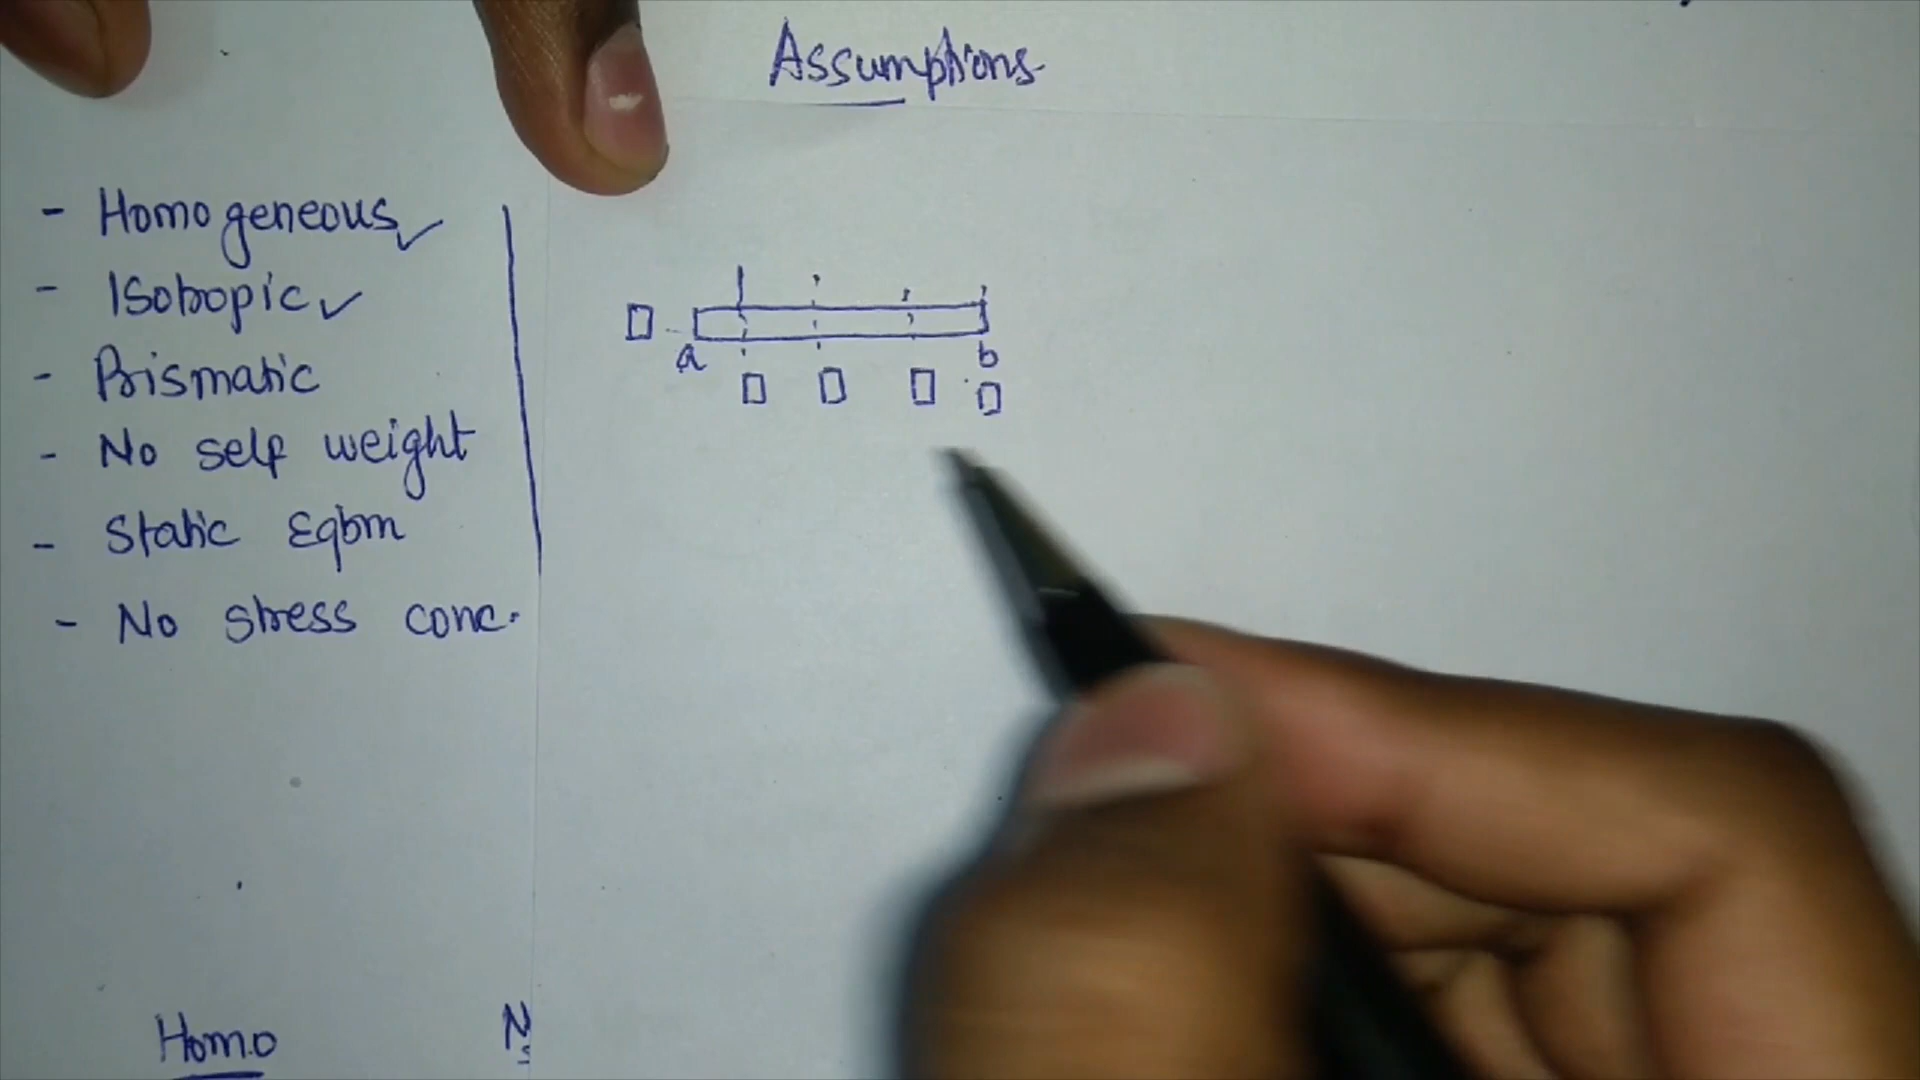 Assumptions
- Homogeneous ✓
- Isotropic ✓
- Prismatic
- No self weight
- Static Eqbm
- No stress conc.
a b
Homo